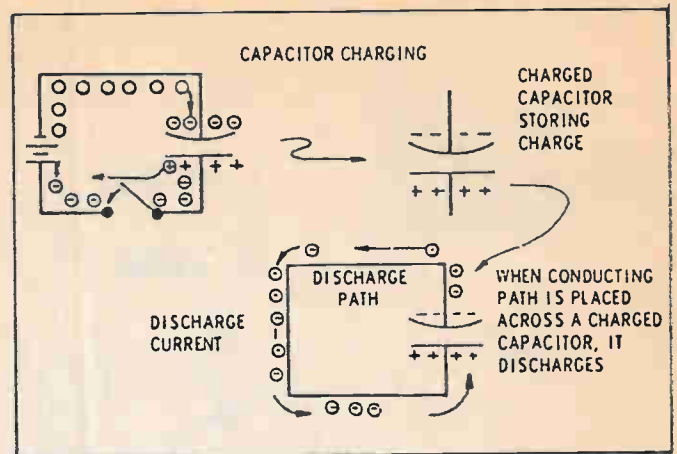 CAPACITOR CHARGING
CHARGED
CAPACITOR
STORING
CHARGE
DISCHARGE
PATH
DISCHARGE
CURRENT
WHEN CONDUCTING
PATH IS PLACED
ACROSS A CHARGED
CAPACITOR, IT
DISCHARGES